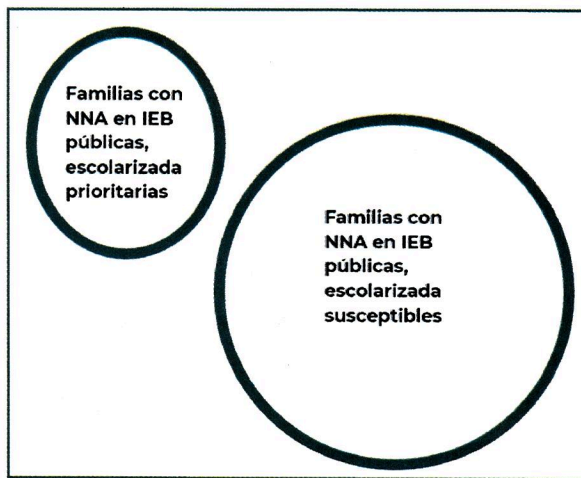 Familias con
NNA en IEB
públicas,
escolarizada
prioritarias
Familias con
NNA en IEB
públicas,
escolarizada
susceptibles